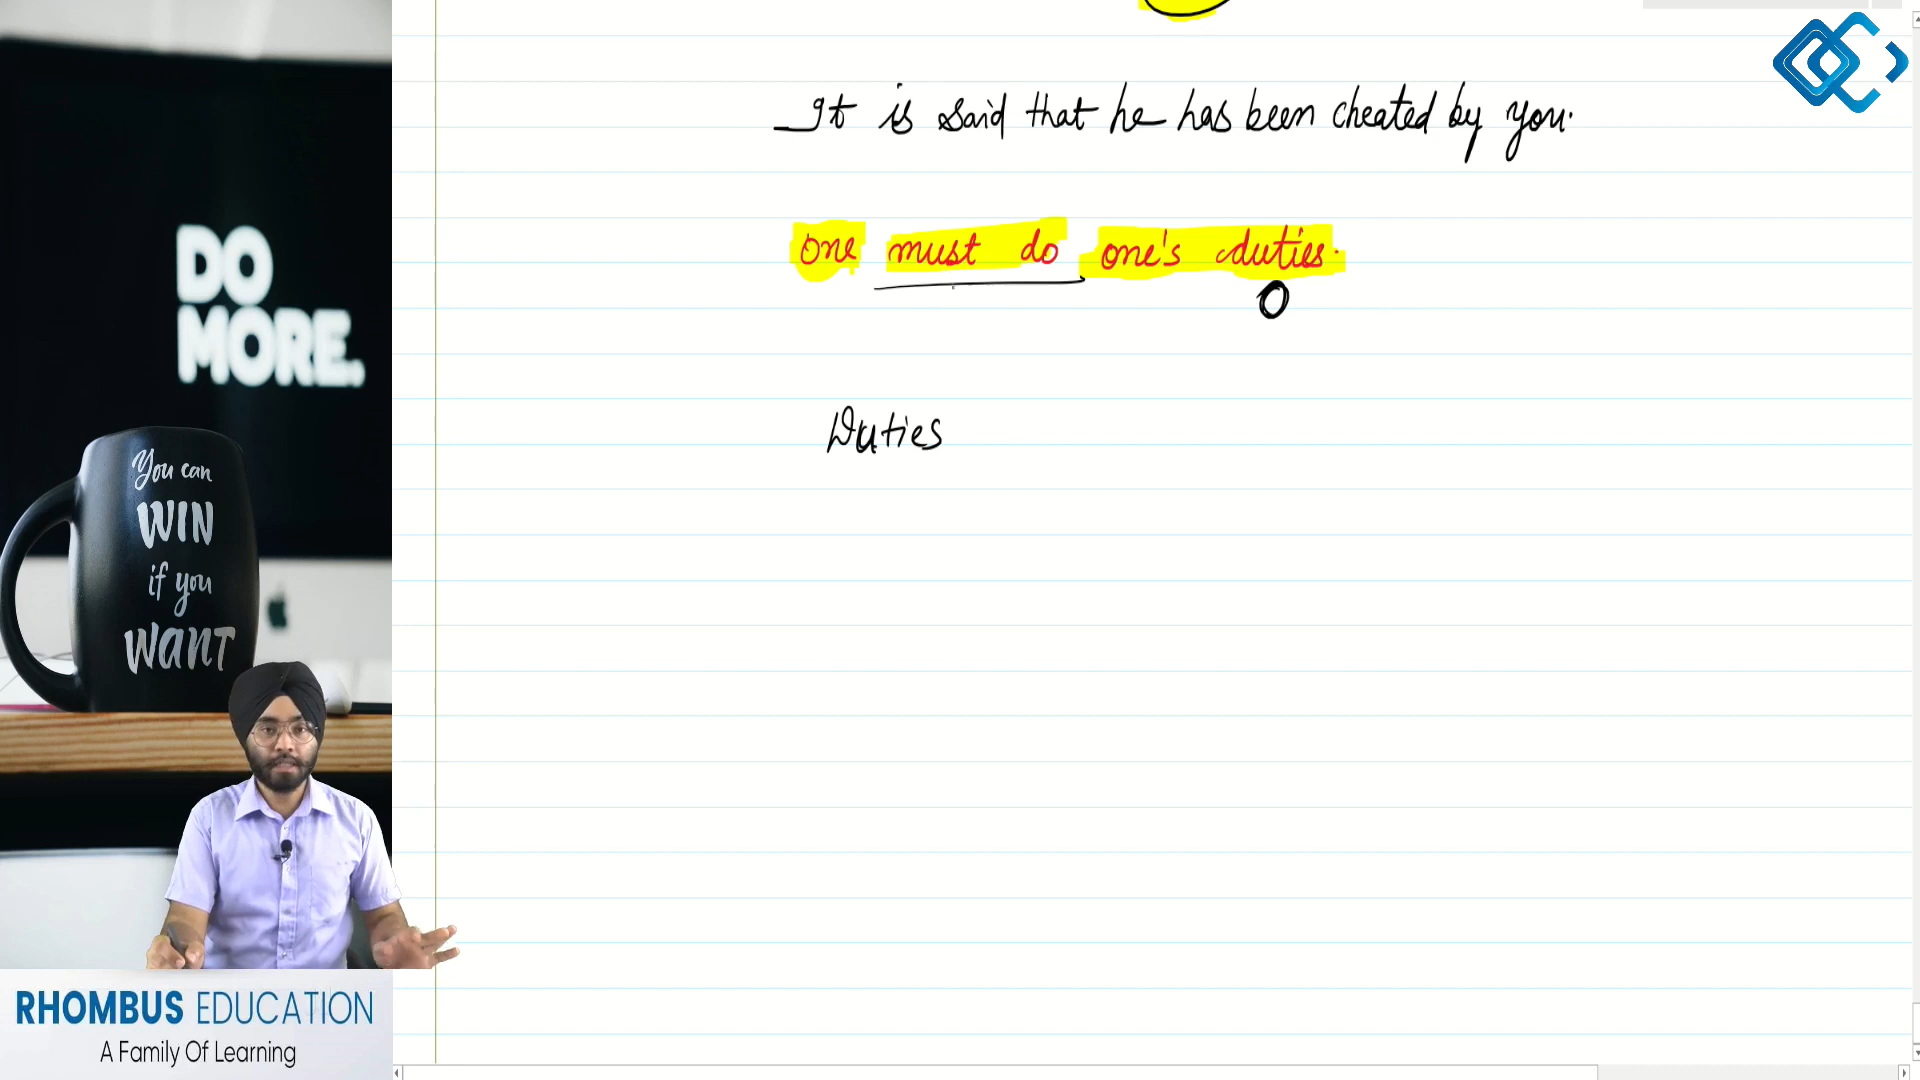 It is said that he has been cheated by you.
one must do one's duties.
O
Duties
DO
MORE.
You can
WIN
if you
WANT
RHOMBUS EDUCATION
A Family Of Learning